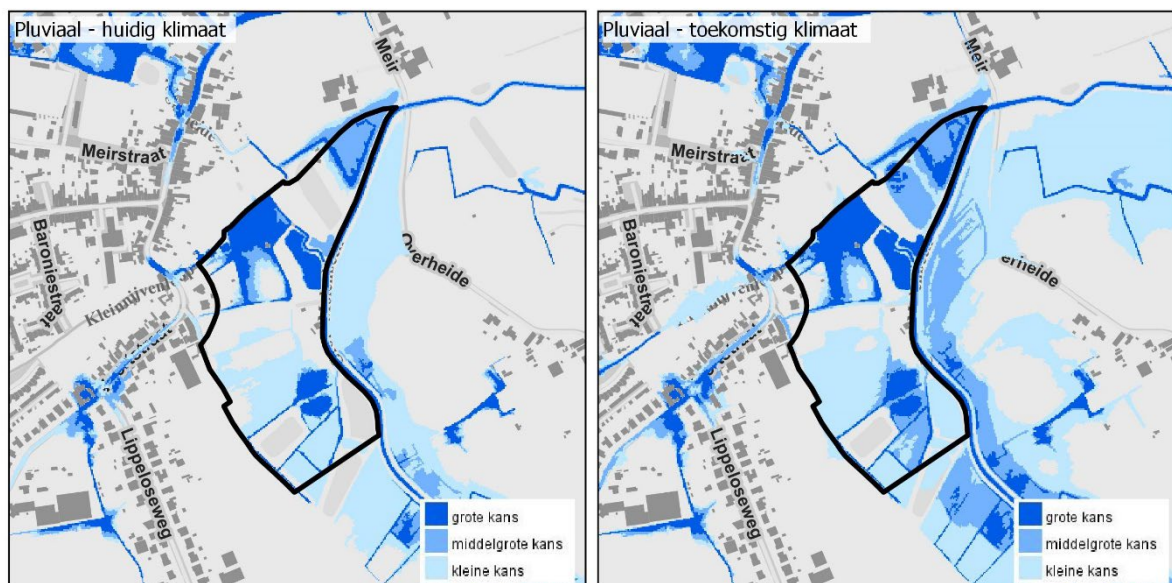 Pluviaal - huidig klimaat
Meir
Meirstraat
Baroniestraat
Overheide
Lippeloseweg
grote kans
middelgrote kans
kleine kans
Pluviaal - toekomstig klimaat
Meir
Meirstraat
Baroniestraat
erheide
Lippeloseweg
grote kans
middelgrote kans
kleine kans